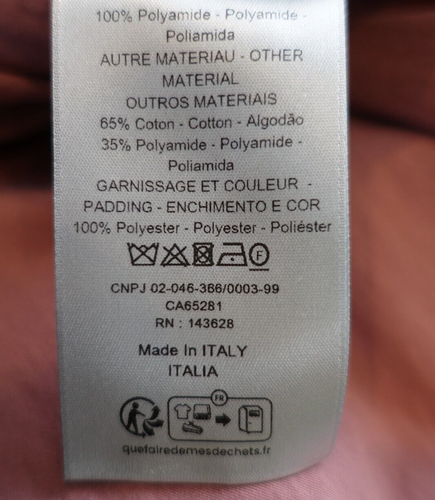 100% Polyamide - Polyamide -
Poliamida
AUTRE MATERIAU - OTHER
MATERIAL
OUTROS MATERIAIS
65% Coton - Cotton - Algodão
35% Polyamide - Polyamide -
Poliamida
GARNISSAGE ET COULEUR -
PADDING - ENCHIMENTO E COR
100% Polyester - Polyester - Poliéster
F
CNPJ 02-046-366/0003-99
CA65281
RN : 143628
Made In ITALY
ITALIA
FR
quefairedemesdechets.fr